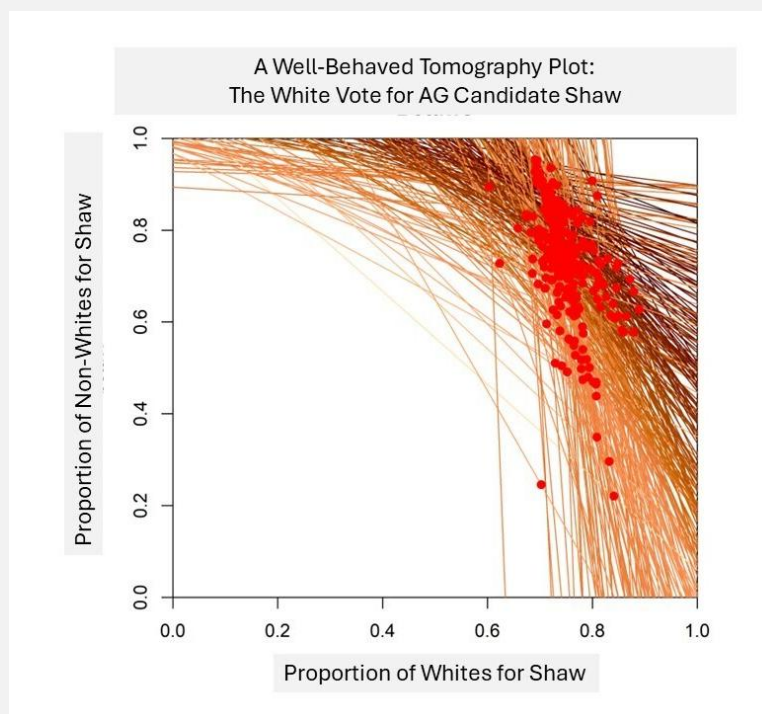 A Well-Behaved Tomography Plot:
The White Vote for AG Candidate Shaw
Proportion of Non-Whites for Shaw
1.0
0.8
0.6
0.4
0.2
0.0
0.0 0.2 0.4 0.6 0.8 1.0
Proportion of Whites for Shaw